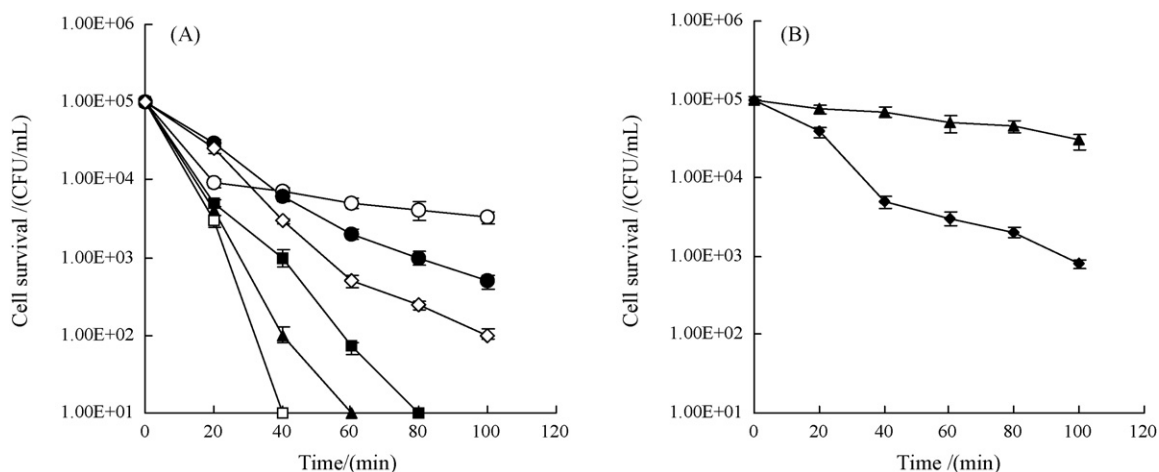 (A)
Cell survival /(CFU/mL)
1.00E+06
1.00E+05
1.00E+04
1.00E+03
1.00E+02
1.00E+01
0 20 40 60 80 100 120
Time/(min)
(B)
Cell survival /(CFU/mL)
1.00E+06
1.00E+05
1.00E+04
1.00E+03
1.00E+02
1.00E+01
0 20 40 60 80 100 120
Time /(min)